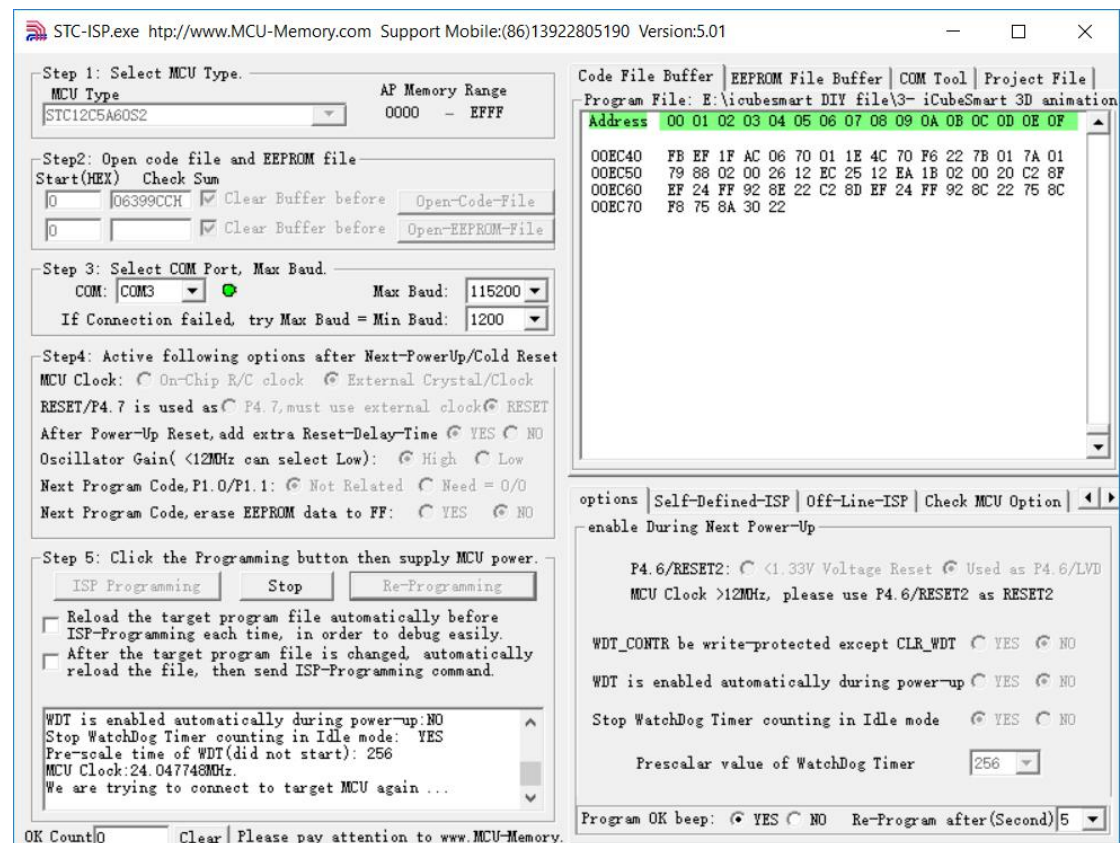 STC-ISP.exe htp://www.MCU-Memory.com Support Mobile:(86)13922805190 Version:5.01
Step 1: Select MCU Type.
MCU Type
AP Memory Range
STC12C5A60S2
0000 - EFFF
Step2: Open code file and EEPROM file
Start(HEX) Check Sum
0 06399CCH Clear Buffer before Open-Code-File
0 Clear Buffer before Open-EEPROM-File
Step 3: Select COM Port, Max Baud.
COM: COM3 Max Baud: 115200
If Connection failed, try Max Baud = Min Baud: 1200
Step4: Active following options after Next-PowerUp/Cold Reset
MCU Clock: On-Chip R/C clock External Crystal/Clock
RESET/P4.7 is used as P4.7,must use external clock RESET
After Power-Up Reset,add extra Reset-Delay-Time YES NO
Oscillator Gain( <12MHz can select Low): High Low
Next Program Code,P1.0/P1.1: Not Related Need = 0/0
Next Program Code,erase EEPROM data to FF: YES NO
Step 5: Click the Programming button then supply MCU power.
ISP Programming Stop Re-Programming
Reload the target program file automatically before
ISP-Programming each time, in order to debug easily.
After the target program file is changed, automatically
reload the file, then send ISP-Programming command.
WDT is enabled automatically during power-up:NO
Stop WatchDog Timer counting in Idle mode: YES
Pre-scale time of WDT(did not start): 256
MCU Clock:24.047748MHz.
We are trying to connect to target MCU again ...
OK Count 0 Clear Please pay attention to www.MCU-Memory.
Code File Buffer EEPROM File Buffer COM Tool Project File
Program File: E:\icubesmart DIY file\3- iCubeSmart 3D animation
Address 00 01 02 03 04 05 06 07 08 09 0A 0B 0C 0D 0E 0F
00EC40 FB EF 1F AC 06 70 01 1E 4C 70 F6 22 7B 01 7A 01
00EC50 79 88 02 00 26 12 EC 25 12 EA 1B 02 00 20 C2 8F
00EC60 EF 24 FF 92 8E 22 C2 8D EF 24 FF 92 8C 22 75 8C
00EC70 F8 75 8A 30 22
options Self-Defined-ISP Off-Line-ISP Check MCU Option
enable During Next Power-Up
P4.6/RESET2: <1.33V Voltage Reset Used as P4.6/LVD
MCU Clock >12MHz, please use P4.6/RESET2 as RESET2
WDT_CONTR be write-protected except CLR_WDT YES NO
WDT is enabled automatically during power-up YES NO
Stop WatchDog Timer counting in Idle mode YES NO
Prescalar value of WatchDog Timer 256
Program OK beep: YES NO Re-Program after(Second) 5